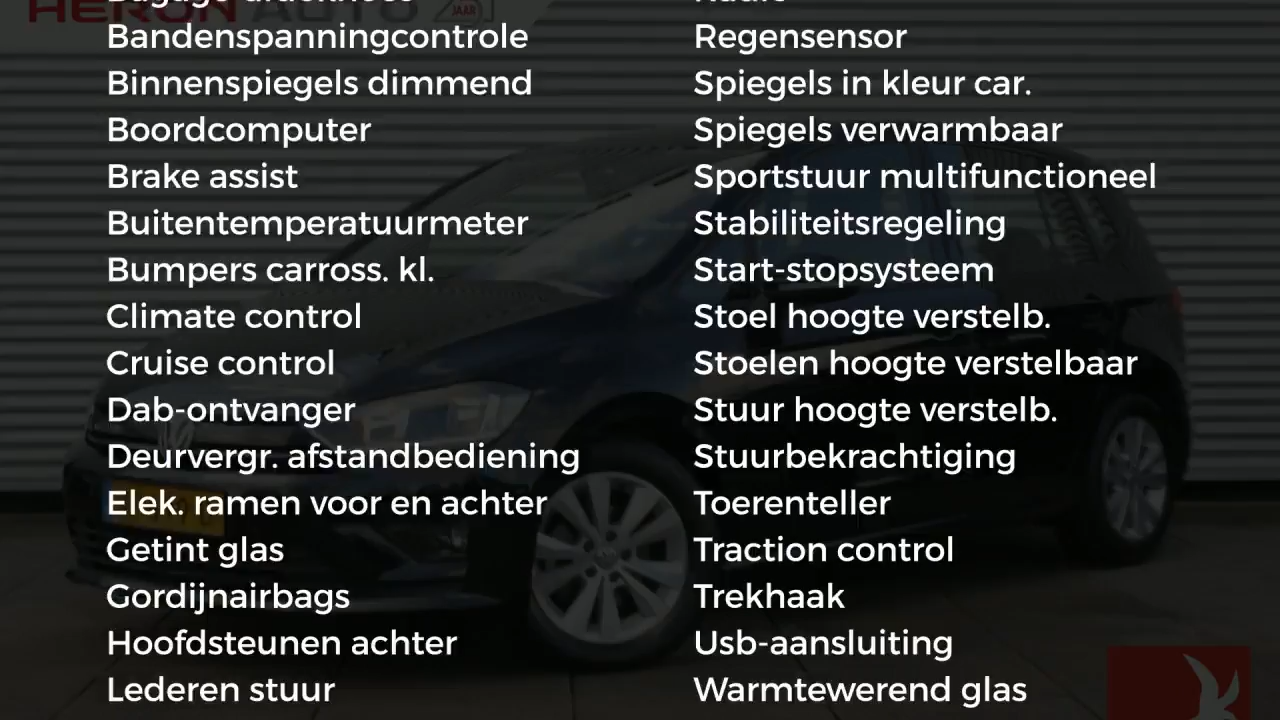 HERON AUTO
JAAR
Bandenspanningcontrole
Binnenspiegels dimmend
Boordcomputer
Brake assist
Buitentemperatuurmeter
Bumpers carross. kl.
Climate control
Cruise control
Dab-ontvanger
Deurvergr. afstandbediening
Elek. ramen voor en achter
Getint glas
Gordijnairbags
Hoofdsteunen achter
Lederen stuur
Regensensor
Spiegels in kleur car.
Spiegels verwarmbaar
Sportstuur multifunctioneel
Stabiliteitsregeling
Start-stopsysteem
Stoel hoogte verstelb.
Stoelen hoogte verstelbaar
Stuur hoogte verstelb.
Stuurbekrachtiging
Toerenteller
Traction control
Trekhaak
Usb-aansluiting
Warmtewerend glas